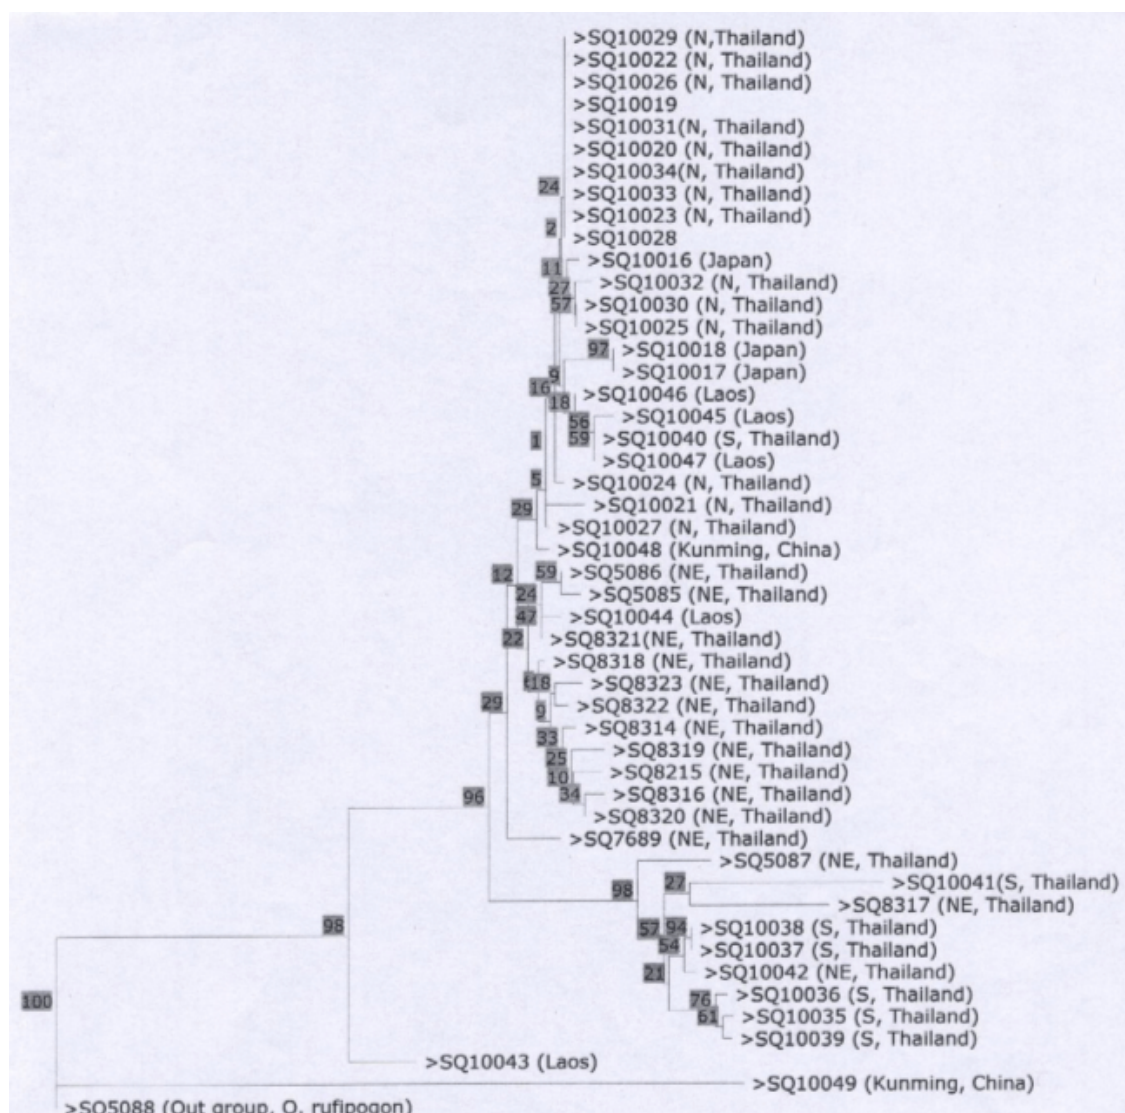 >SQ10029 (N,Thailand)
>SQ10022 (N, Thailand)
>SQ10026 (N, Thailand)
>SQ10019
>SQ10031(N, Thailand)
>SQ10020 (N, Thailand)
>SQ10034(N, Thailand)
24
>SQ10033 (N, Thailand)
>SQ10023 (N, Thailand)
2
>SQ10028
>SQ10016 (Japan)
11
>SQ10032 (N, Thailand)
27
>SQ10030 (N, Thailand)
57
>SQ10025 (N, Thailand)
97
>SQ10018 (Japan)
>SQ10017 (Japan)
9
16
>SQ10046 (Laos)
18
>SQ10045 (Laos)
56
>SQ10040 (S, Thailand)
59
1
>SQ10047 (Laos)
5
>SQ10024 (N, Thailand)
>SQ10021 (N, Thailand)
29
>SQ10027 (N, Thailand)
>SQ10048 (Kunming, China)
12
59
>SQ5086 (NE, Thailand)
>SQ5085 (NE, Thailand)
24
>SQ10044 (Laos)
47
22
>SQ8321(NE, Thailand)
>SQ8318 (NE, Thailand)
18
>SQ8323 (NE, Thailand)
29
>SQ8322 (NE, Thailand)
9
>SQ8314 (NE, Thailand)
33
>SQ8319 (NE, Thailand)
25
>SQ8215 (NE, Thailand)
10
>SQ8316 (NE, Thailand)
34
96
>SQ8320 (NE, Thailand)
>SQ7689 (NE, Thailand)
>SQ5087 (NE, Thailand)
27
>SQ10041(S, Thailand)
98
>SQ8317 (NE, Thailand)
98
57
94
>SQ10038 (S, Thailand)
54
>SQ10037 (S, Thailand)
21
>SQ10042 (NE, Thailand)
100
76
>SQ10036 (S, Thailand)
61
>SQ10035 (S, Thailand)
>SQ10039 (S, Thailand)
>SQ10043 (Laos)
>SQ10049 (Kunming, China)
>SQ5088 (Out group, O. rufipogon)